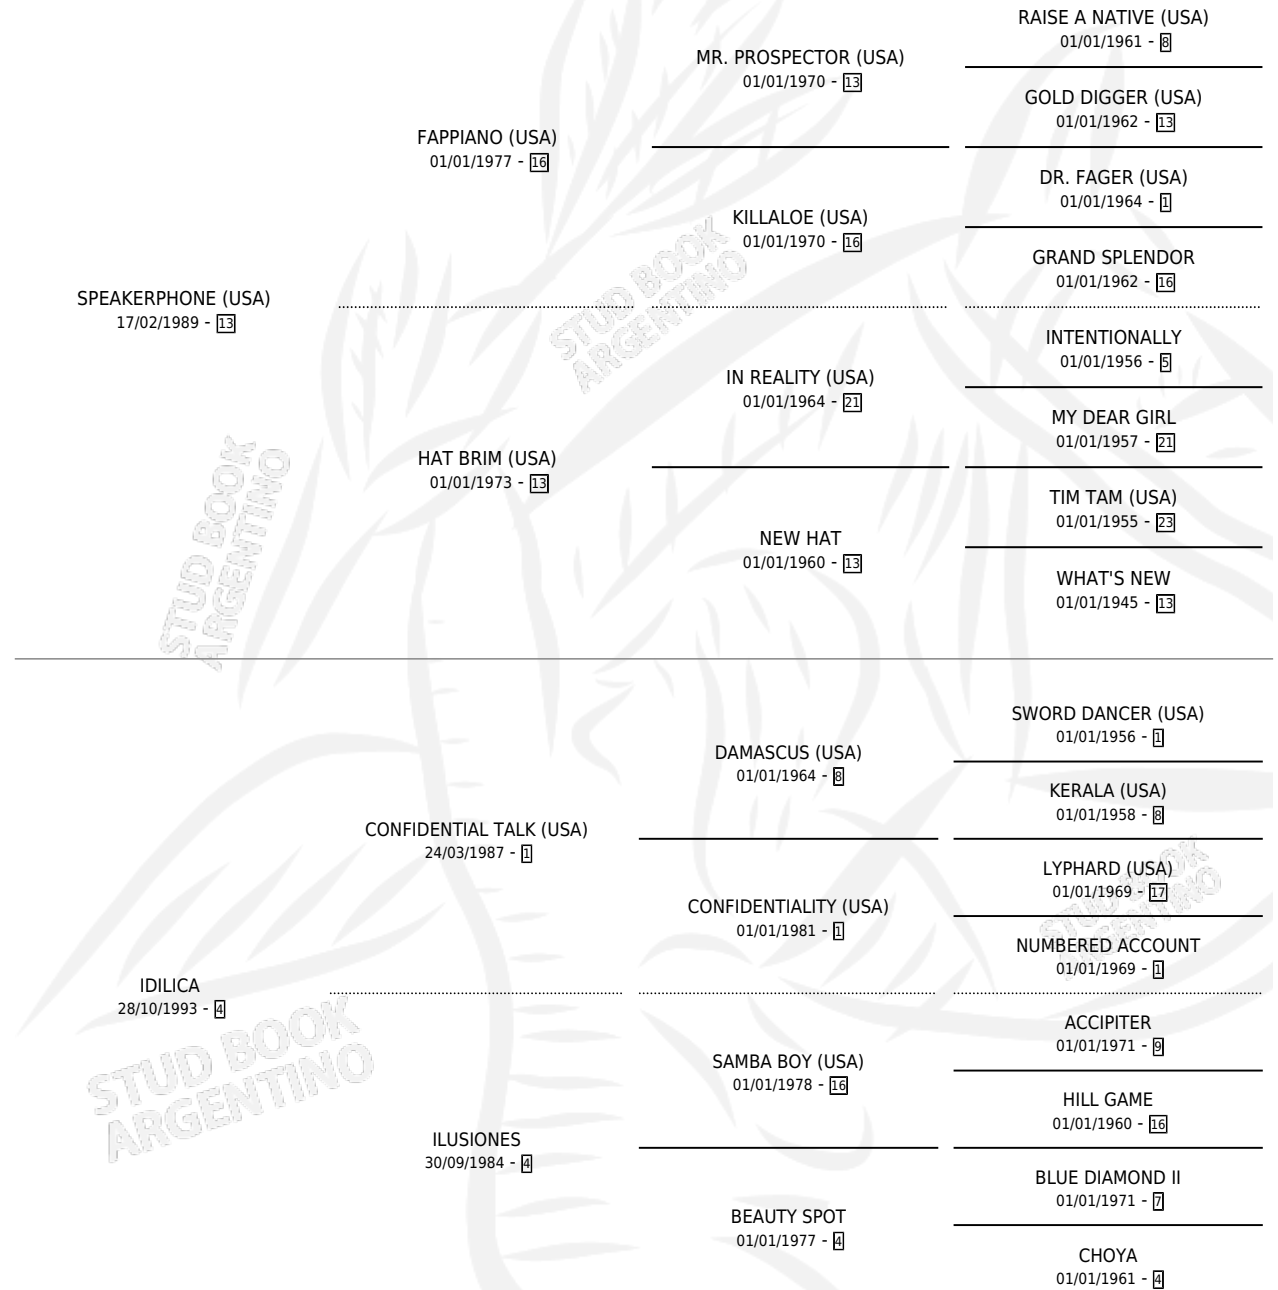 RAISE A NATIVE (USA)
01/01/1961 - 8
MR. PROSPECTOR (USA)
01/01/1970 - 13
GOLD DIGGER (USA)
01/01/1962 - 13
FAPPIANO (USA)
01/01/1977 - 16
DR. FAGER (USA)
01/01/1964 - 1
KILLALOE (USA)
01/01/1970 - 16
GRAND SPLENDOR
01/01/1962 - 16
SPEAKERPHONE (USA)
17/02/1989 - 13
INTENTIONALLY
01/01/1956 - 5
IN REALITY (USA)
01/01/1964 - 21
MY DEAR GIRL
01/01/1957 - 21
HAT BRIM (USA)
01/01/1973 - 13
TIM TAM (USA)
01/01/1955 - 23
NEW HAT
01/01/1960 - 13
WHAT'S NEW
01/01/1945 - 13
SWORD DANCER (USA)
01/01/1956 - 1
DAMASCUS (USA)
01/01/1964 - 8
KERALA (USA)
01/01/1958 - 8
CONFIDENTIAL TALK (USA)
24/03/1987 - 1
LYPHARD (USA)
01/01/1969 - 17
CONFIDENTIALITY (USA)
01/01/1981 - 1
NUMBERED ACCOUNT
01/01/1969 - 1
IDILICA
28/10/1993 - 4
ACCIPITER
01/01/1971 - 9
SAMBA BOY (USA)
01/01/1978 - 16
HILL GAME
01/01/1960 - 16
ILUSIONES
30/09/1984 - 4
BLUE DIAMOND II
01/01/1971 - 7
BEAUTY SPOT
01/01/1977 - 4
CHOYA
01/01/1961 - 4
STUD BOOK
ARGENTINO
STUD BOOK
ARGENTINO
STUD BOOK
ARGENTINO
STUD BOOK
ARGENTINO